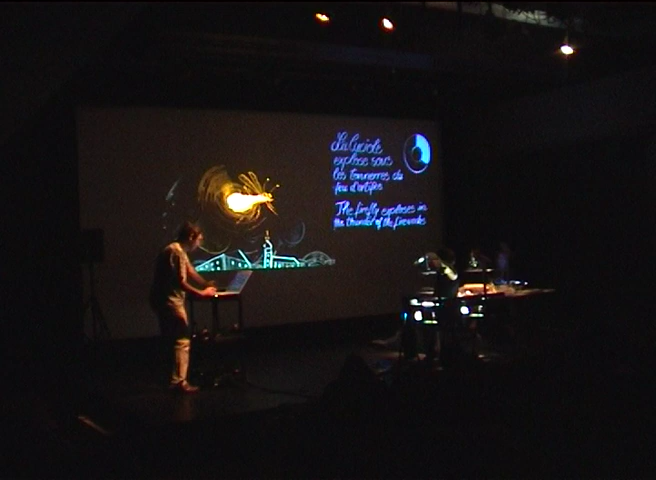 La luciole
explose sous
les tonnerres du
feu d'artifice
The firefly explodes in
the thunder of the fireworks